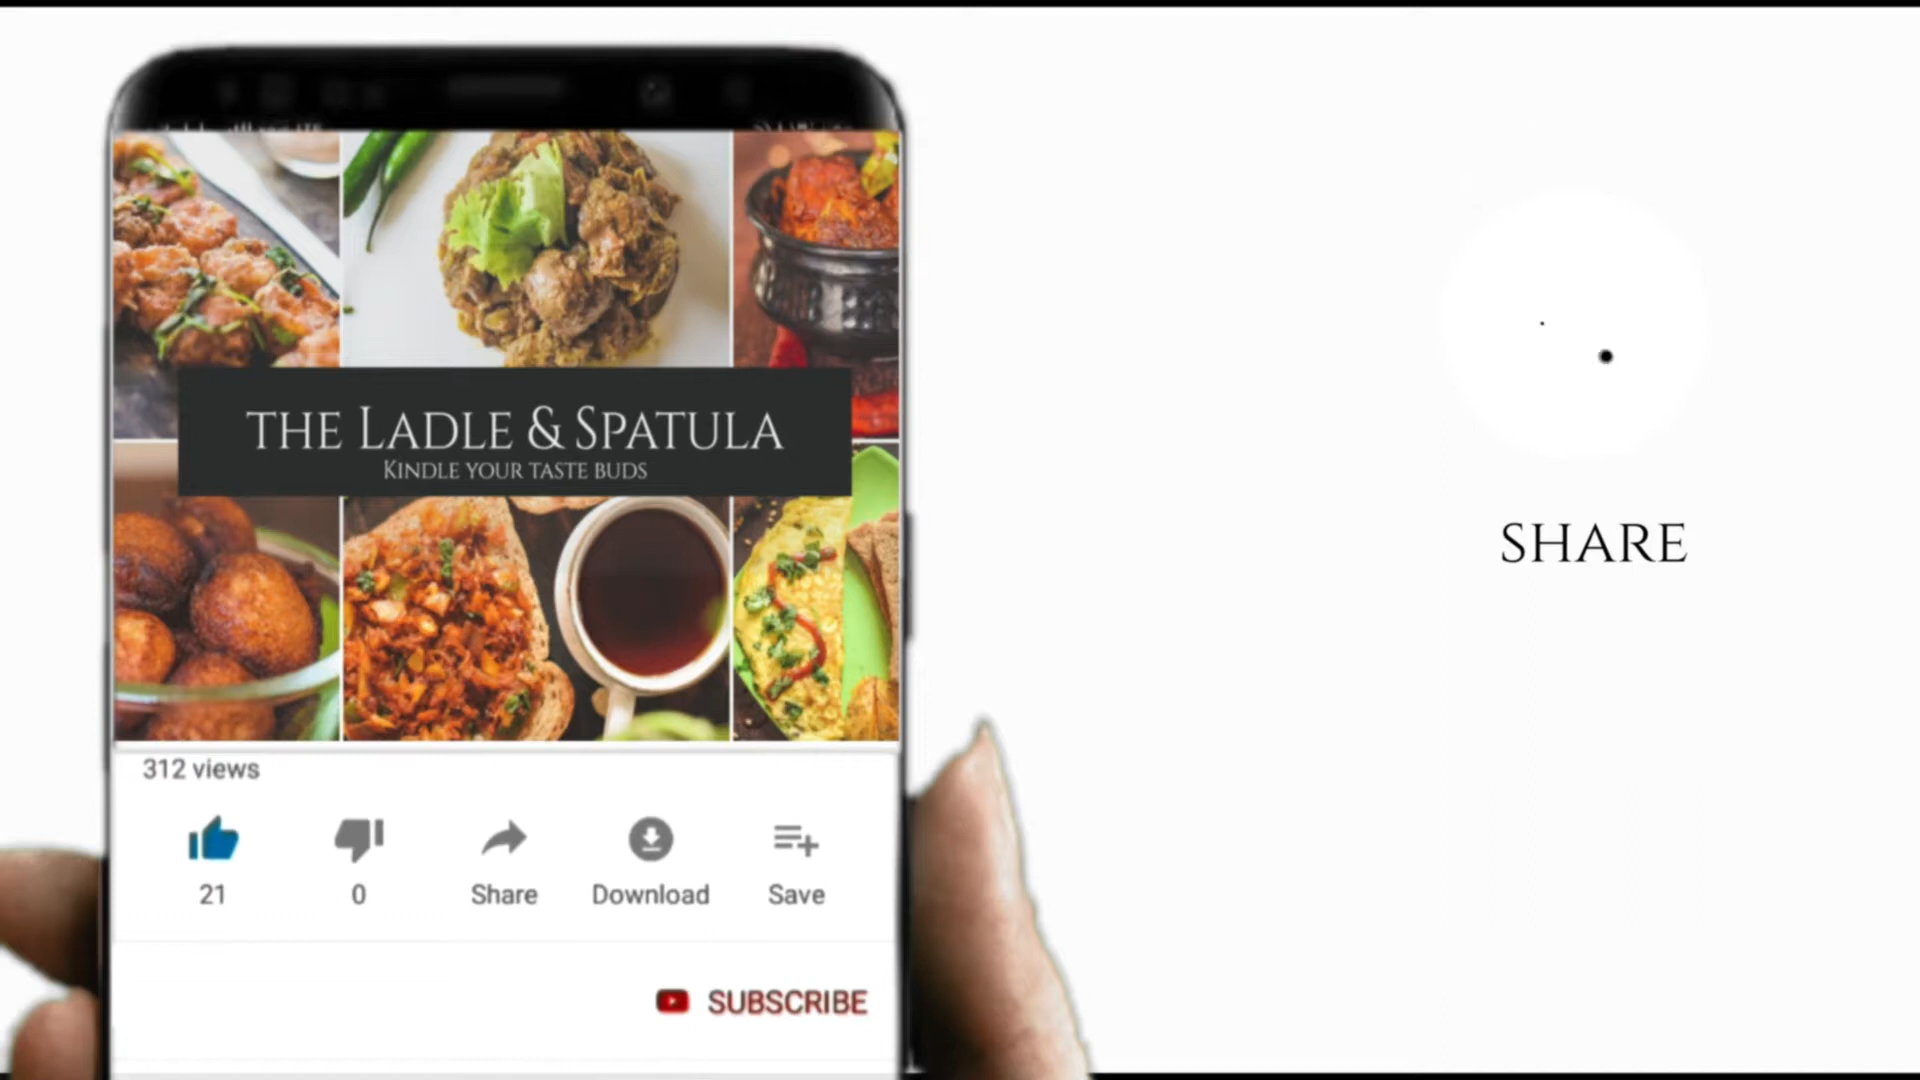 THE LADLE & SPATULA
KINDLE YOUR TASTE BUDS
312 views
21
0
Share
Download
Save
SUBSCRIBE
SHARE